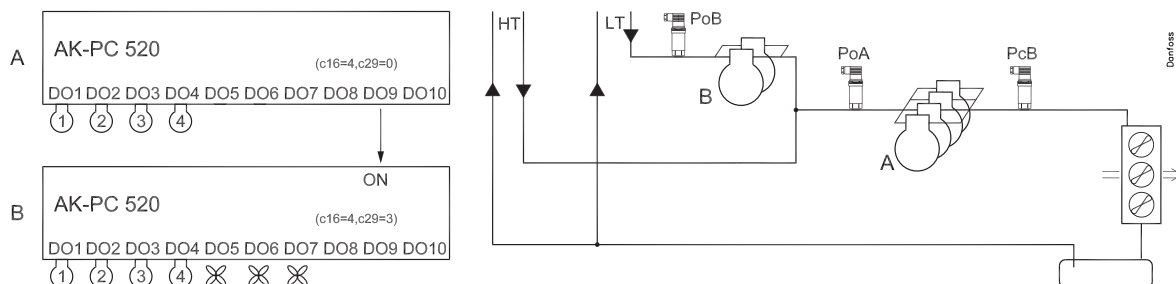 A
AK-PC 520
(c16=4,c29=0)
DO1 DO2 DO3 DO4 DO5 DO6 DO7 DO8 DO9 DO10
1 2 3 4
ON
B
AK-PC 520
(c16=4,c29=3)
DO1 DO2 DO3 DO4 DO5 DO6 DO7 DO8 DO9 DO10
1 2 3 4
HT
LT
PoB
B
PoA
A
PcB
Danfoss